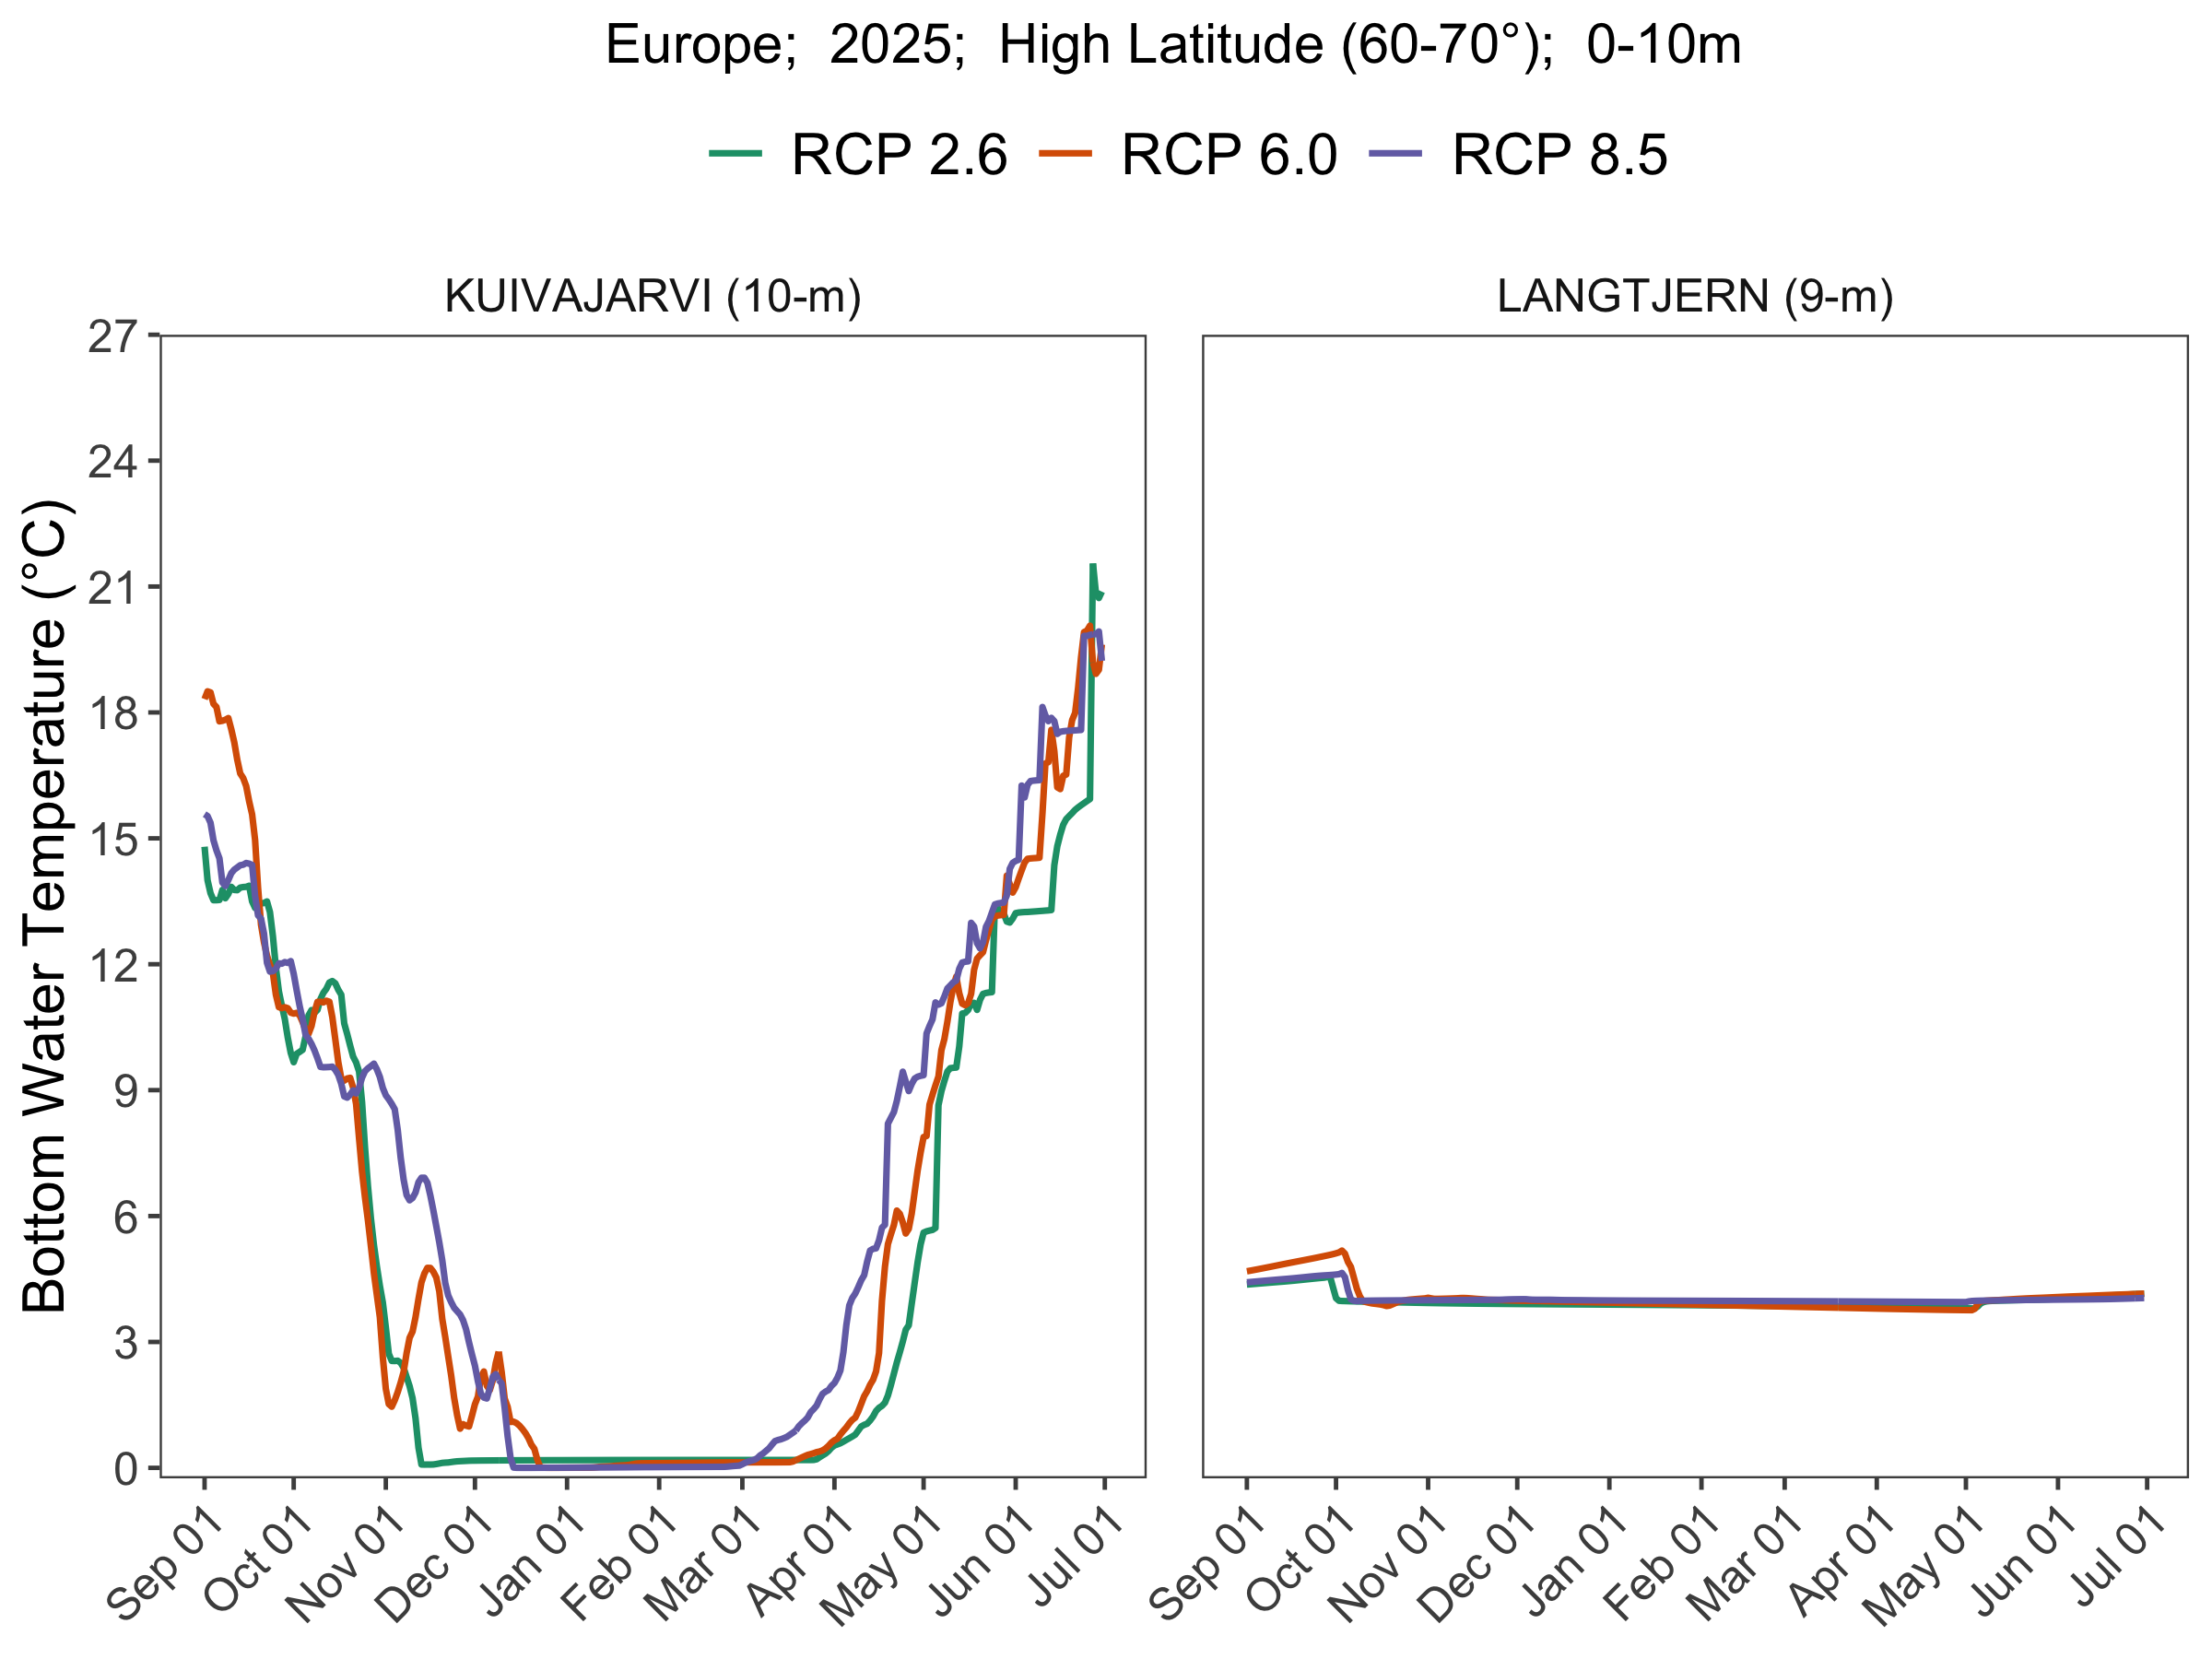 Europe; 2025; High Latitude (60-70°); 0-10m
RCP 2.6 RCP 6.0 RCP 8.5
KUIVAJARVI (10-m) LANGTJERN (9-m)
Bottom Water Temperature (°C)
27
24
21
18
15
12
9
6
3
0
Sep 01 Oct 01 Nov 01 Dec 01 Jan 01 Feb 01 Mar 01 Apr 01 May 01 Jun 01 Jul 01 Sep 01 Oct 01 Nov 01 Dec 01 Jan 01 Feb 01 Mar 01 Apr 01 May 01 Jun 01 Jul 01